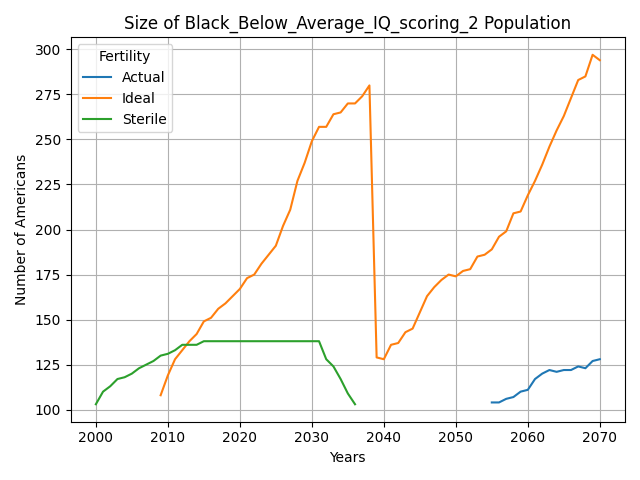 Size of Black_Below_Average_IQ_scoring_2 Population
Fertility
Actual
Ideal
Sterile
Number of Americans
300
275
250
225
200
175
150
125
100
2000 2010 2020 2030 2040 2050 2060 2070
Years